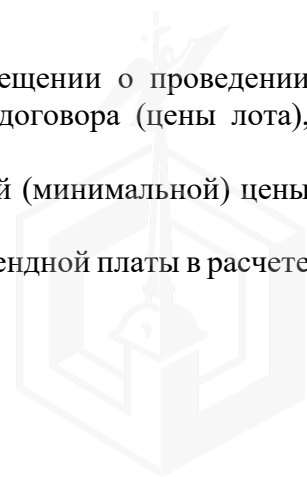 ещении о проведении
договора (цены лота),
й (минимальной) цены
ендной платы в расчете